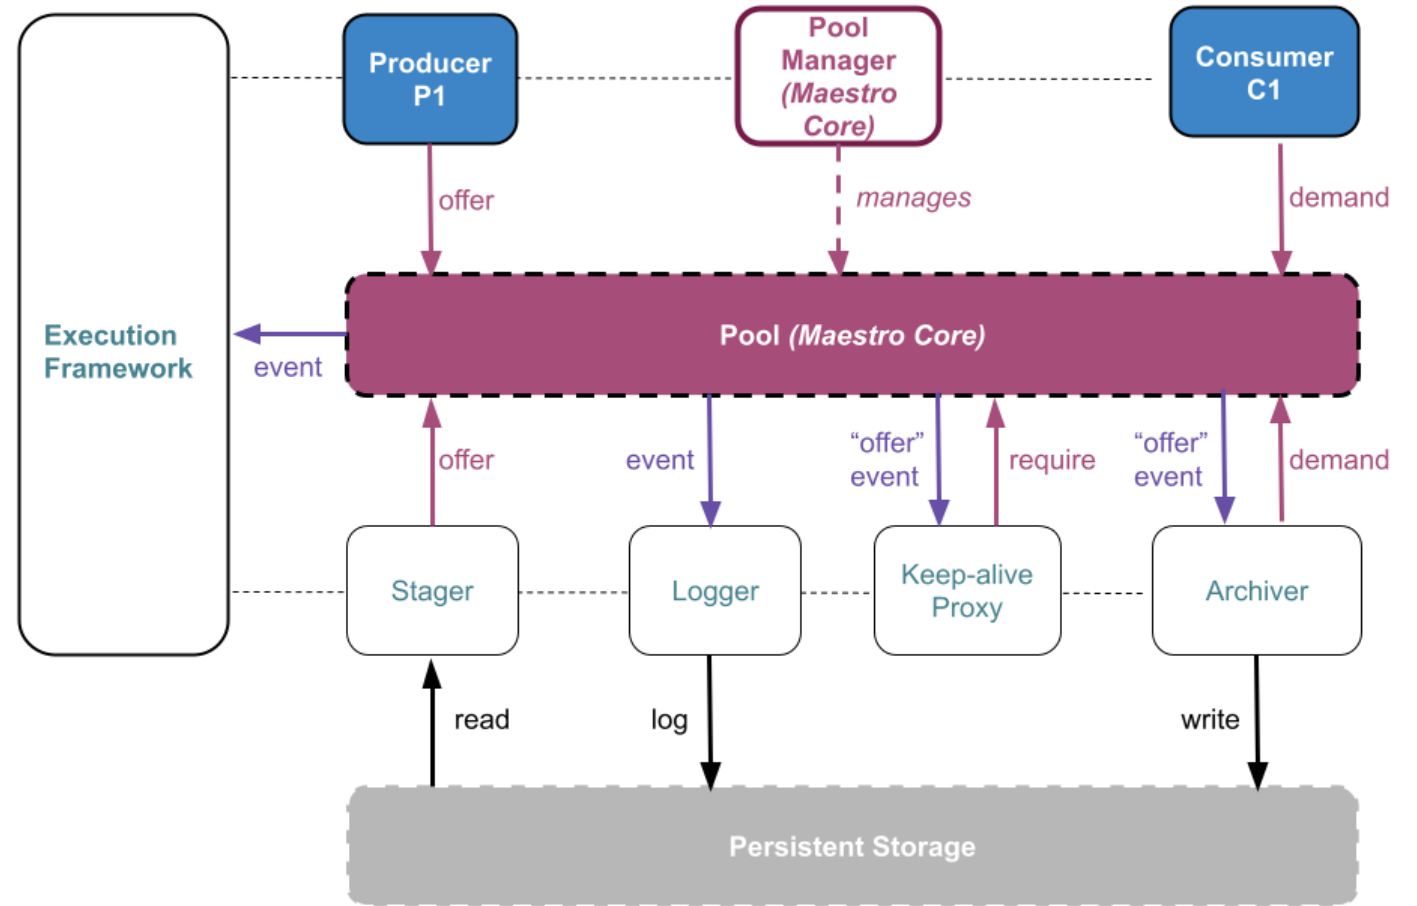 Producer
P1
Pool
Manager
(Maestro
Core)
Consumer
C1
offer
manages
demand
Execution
Framework
Pool (Maestro Core)
event
offer
event
“offer”
event
require
“offer”
event
demand
Stager
Logger
Keep-alive
Proxy
Archiver
read
log
write
Persistent Storage